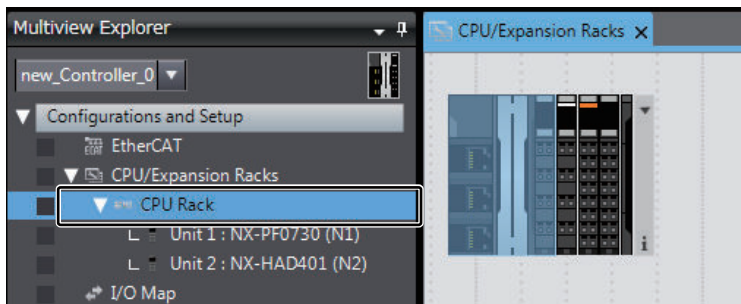 Multiview Explorer
CPU/Expansion Racks
new_Controller_0
Configurations and Setup
EtherCAT
CPU/Expansion Racks
CPU Rack
Unit 1 : NX-PF0730 (N1)
Unit 2 : NX-HAD401 (N2)
I/O Map
i